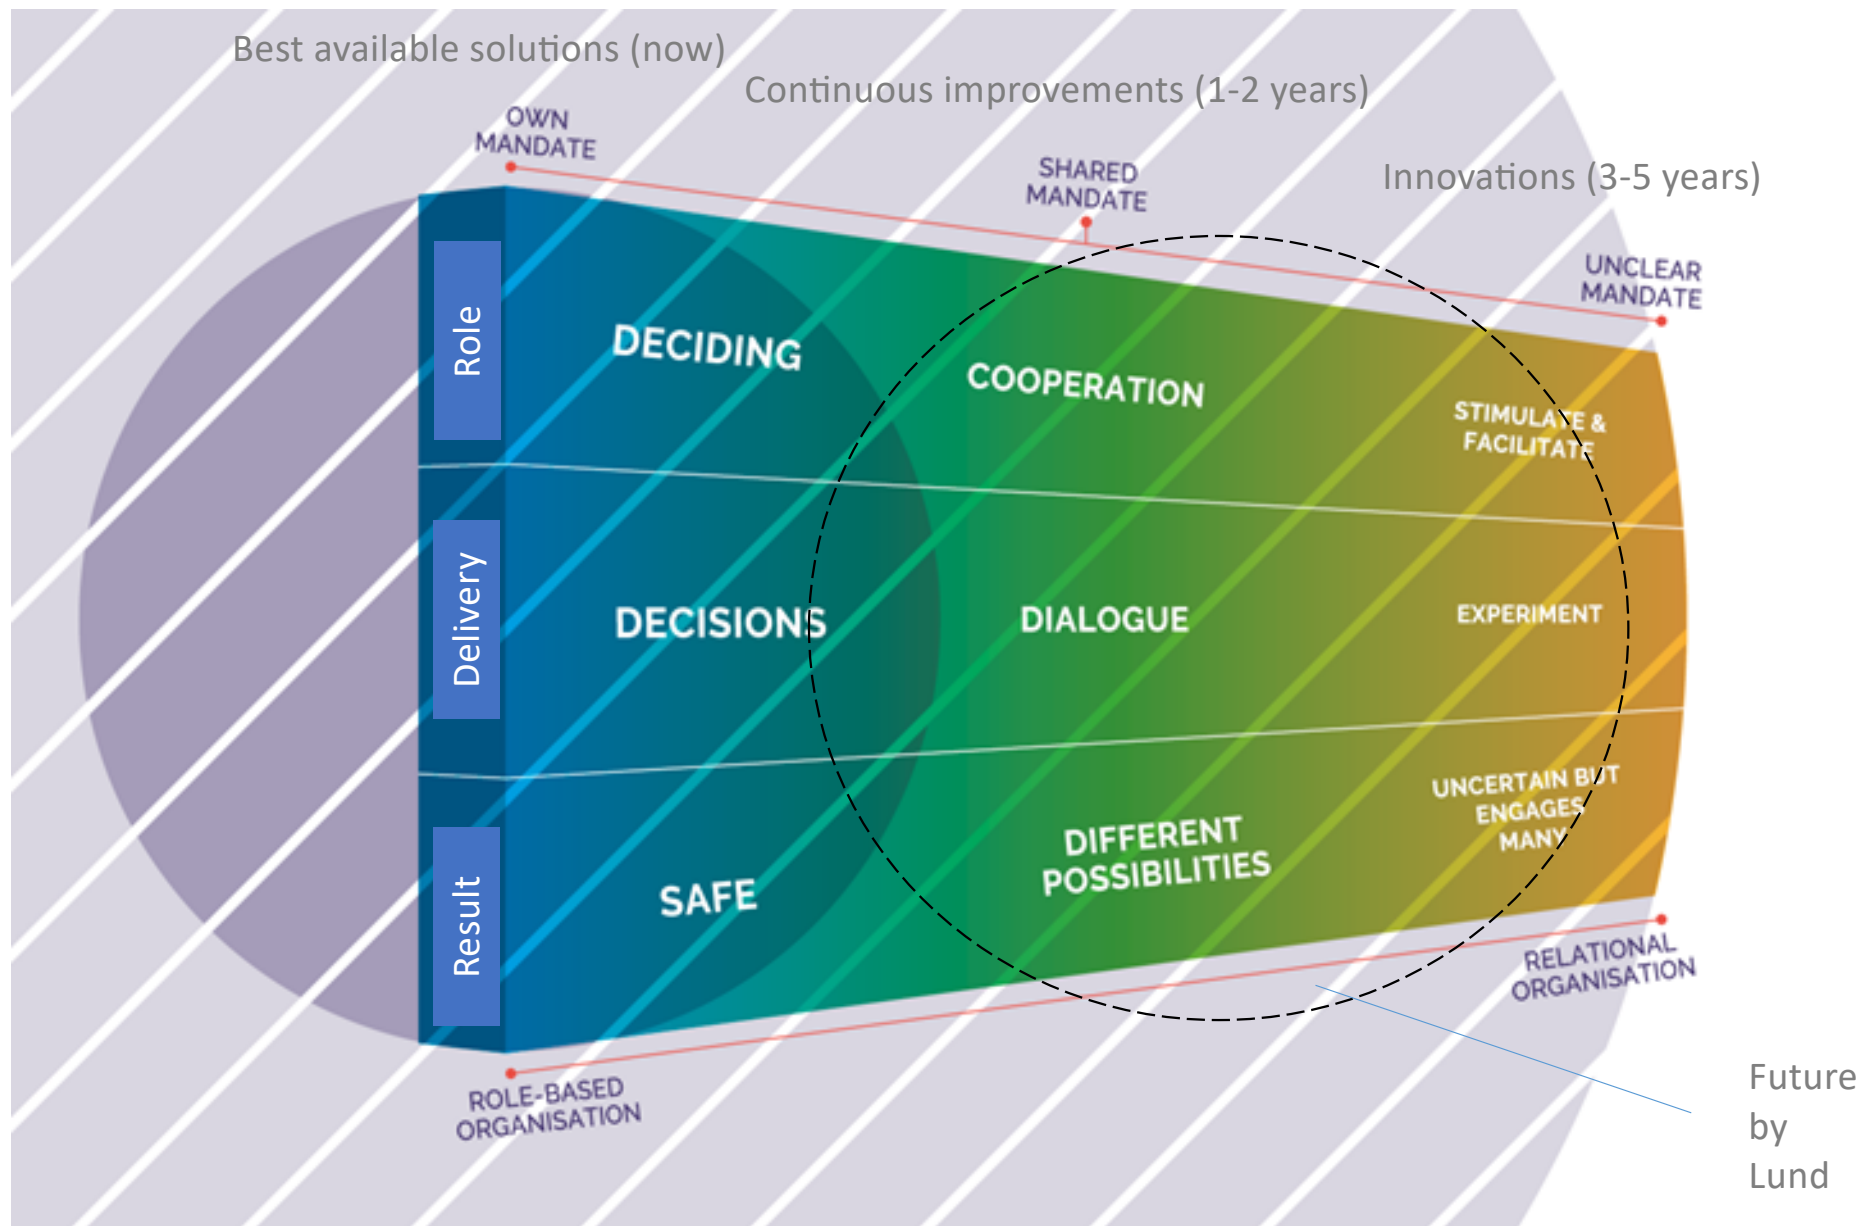 Best available solutions (now)
Continuous improvements (1-2 years)
Innovations (3-5 years)
OWN
MANDATE
SHARED
MANDATE
UNCLEAR
MANDATE
Role
DECIDING
COOPERATION
STIMULATE &
FACILITATE
Delivery
DECISIONS
DIALOGUE
EXPERIMENT
Result
SAFE
DIFFERENT
POSSIBILITIES
UNCERTAIN BUT
ENGAGES
MANY
ROLE-BASED
ORGANISATION
RELATIONAL
ORGANISATION
Future
by
Lund